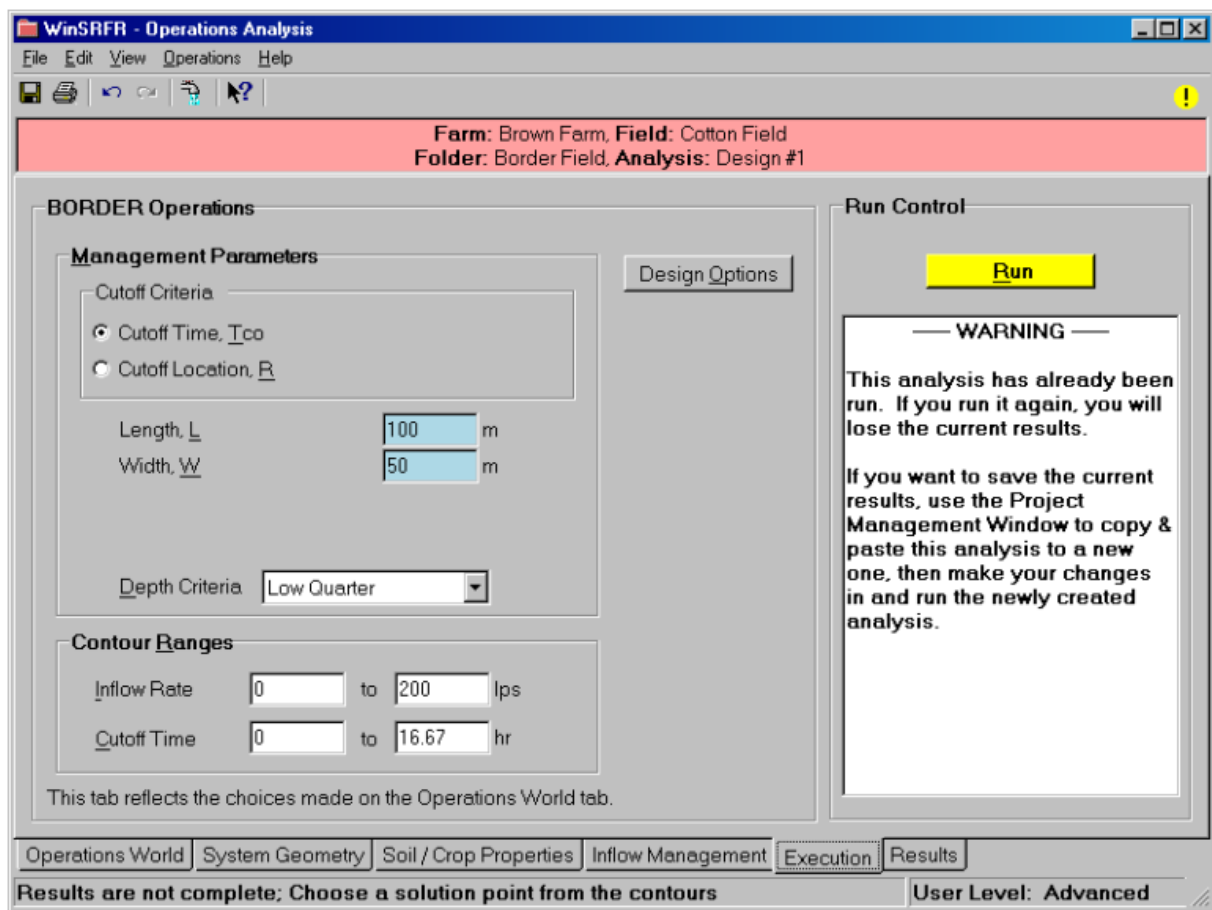 WinSRFR - Operations Analysis
File Edit View Operations Help
Farm: Brown Farm, Field: Cotton Field
Folder: Border Field, Analysis: Design #1
BORDER Operations
Management Parameters
Cutoff Criteria
Cutoff Time, Tco
Cutoff Location, R
Length, L 100 m
Width, W 50 m
Depth Criteria Low Quarter
Design Options
Contour Ranges
Inflow Rate 0 to 200 lps
Cutoff Time 0 to 16.67 hr
This tab reflects the choices made on the Operations World tab.
Run Control
Run
WARNING
This analysis has already been
run. If you run it again, you will
lose the current results.
If you want to save the current
results, use the Project
Management Window to copy &
paste this analysis to a new
one, then make your changes
in and run the newly created
analysis.
Operations World System Geometry Soil / Crop Properties Inflow Management Execution Results
Results are not complete; Choose a solution point from the contours User Level: Advanced